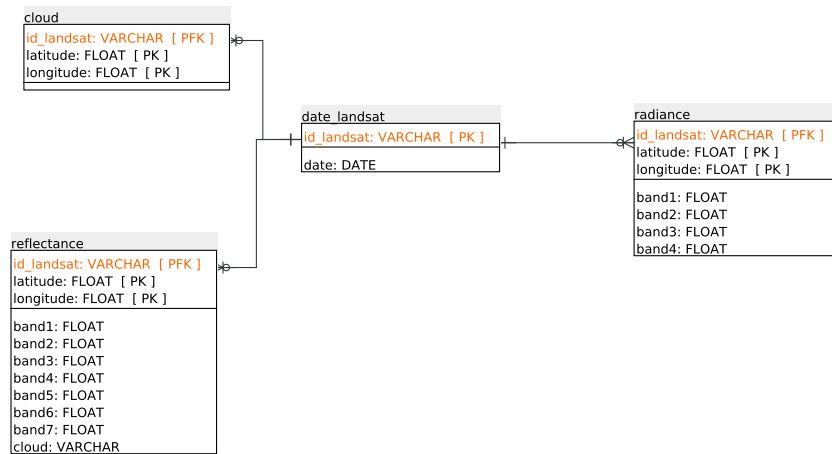 cloud
id_landsat: VARCHAR [ PFK ]
latitude: FLOAT [ PK ]
longitude: FLOAT [ PK ]
date_landsat
id_landsat: VARCHAR [ PK ]
date: DATE
radiance
id_landsat: VARCHAR [ PFK ]
latitude: FLOAT [ PK ]
longitude: FLOAT [ PK ]
band1: FLOAT
band2: FLOAT
band3: FLOAT
band4: FLOAT
reflectance
id_landsat: VARCHAR [ PFK ]
latitude: FLOAT [ PK ]
longitude: FLOAT [ PK ]
band1: FLOAT
band2: FLOAT
band3: FLOAT
band4: FLOAT
band5: FLOAT
band6: FLOAT
band7: FLOAT
cloud: VARCHAR